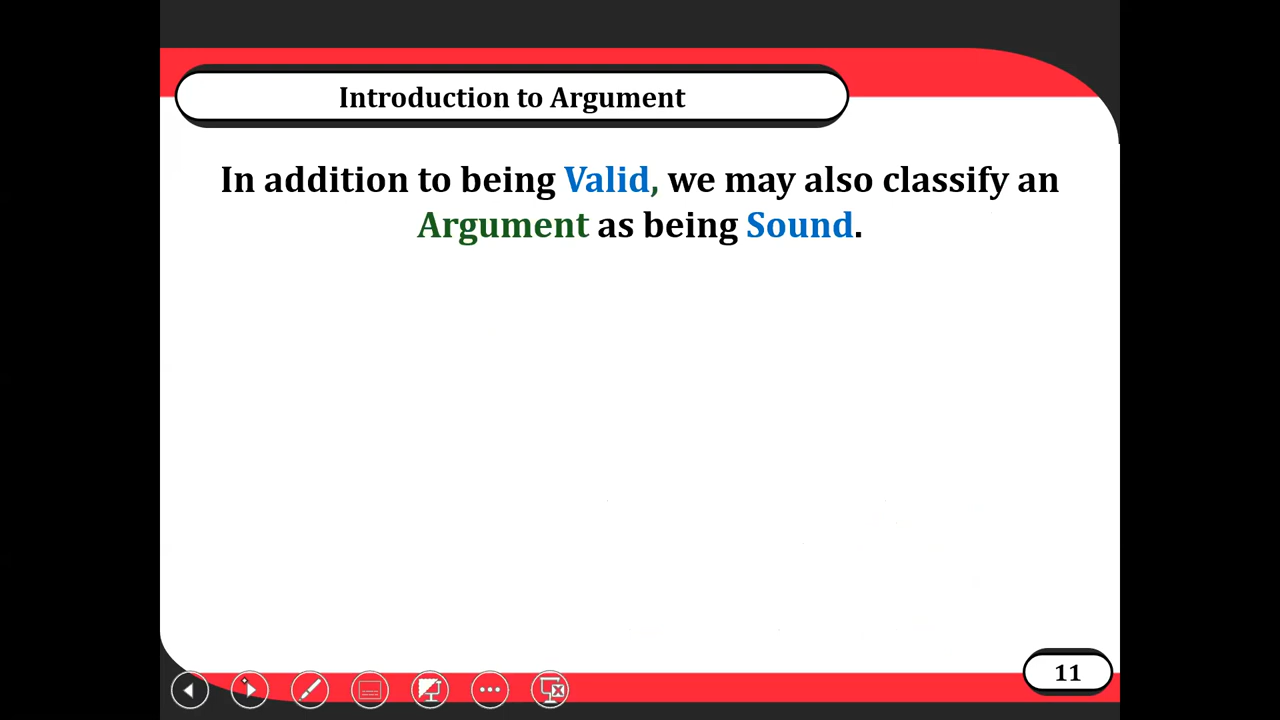 Introduction to Argument
In addition to being Valid, we may also classify an
Argument as being Sound.
11